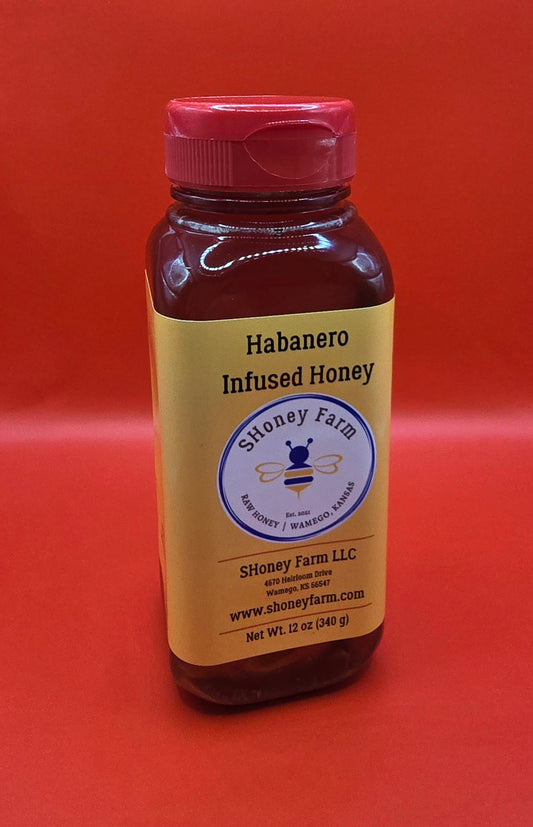 Habanero
Infused Honey
SHoney Farm
Est. 2021
RAW HONEY / WAMEGO, KANSAS
SHoney Farm LLC
4670 Heirloom Drive
Wamego, KS 66547
www.shoneyfarm.com
Net Wt. 12 oz (340 g)